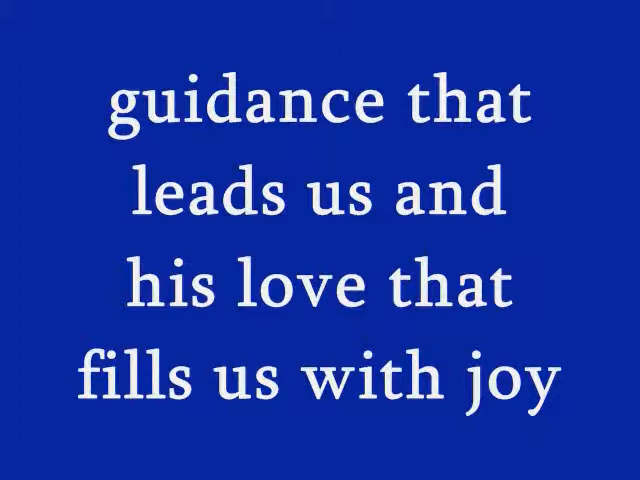 guidance that
leads us and
his love that
fills us with joy